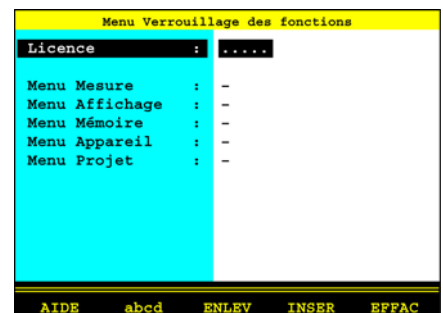 Menu Verrouillage des fonctions
Licence : .....
Menu Mesure : -
Menu Affichage : -
Menu Mémoire : -
Menu Appareil : -
Menu Projet : -
AIDE abcd ENLEV INSER EFFAC